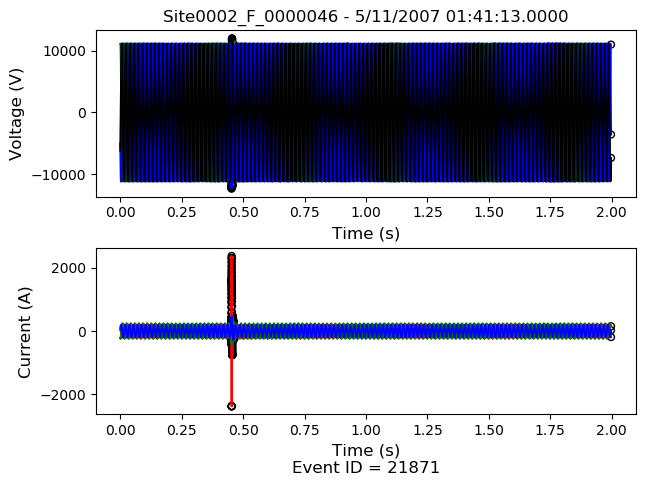 Site0002_F_0000046 - 5/11/2007 01:41:13.0000
Voltage (V)
10000
0
−10000
0.00 0.25 0.50 0.75 1.00 1.25 1.50 1.75 2.00
Time (s)
Current (A)
2000
0
−2000
0.00 0.25 0.50 0.75 1.00 1.25 1.50 1.75 2.00
Time (s)
Event ID = 21871